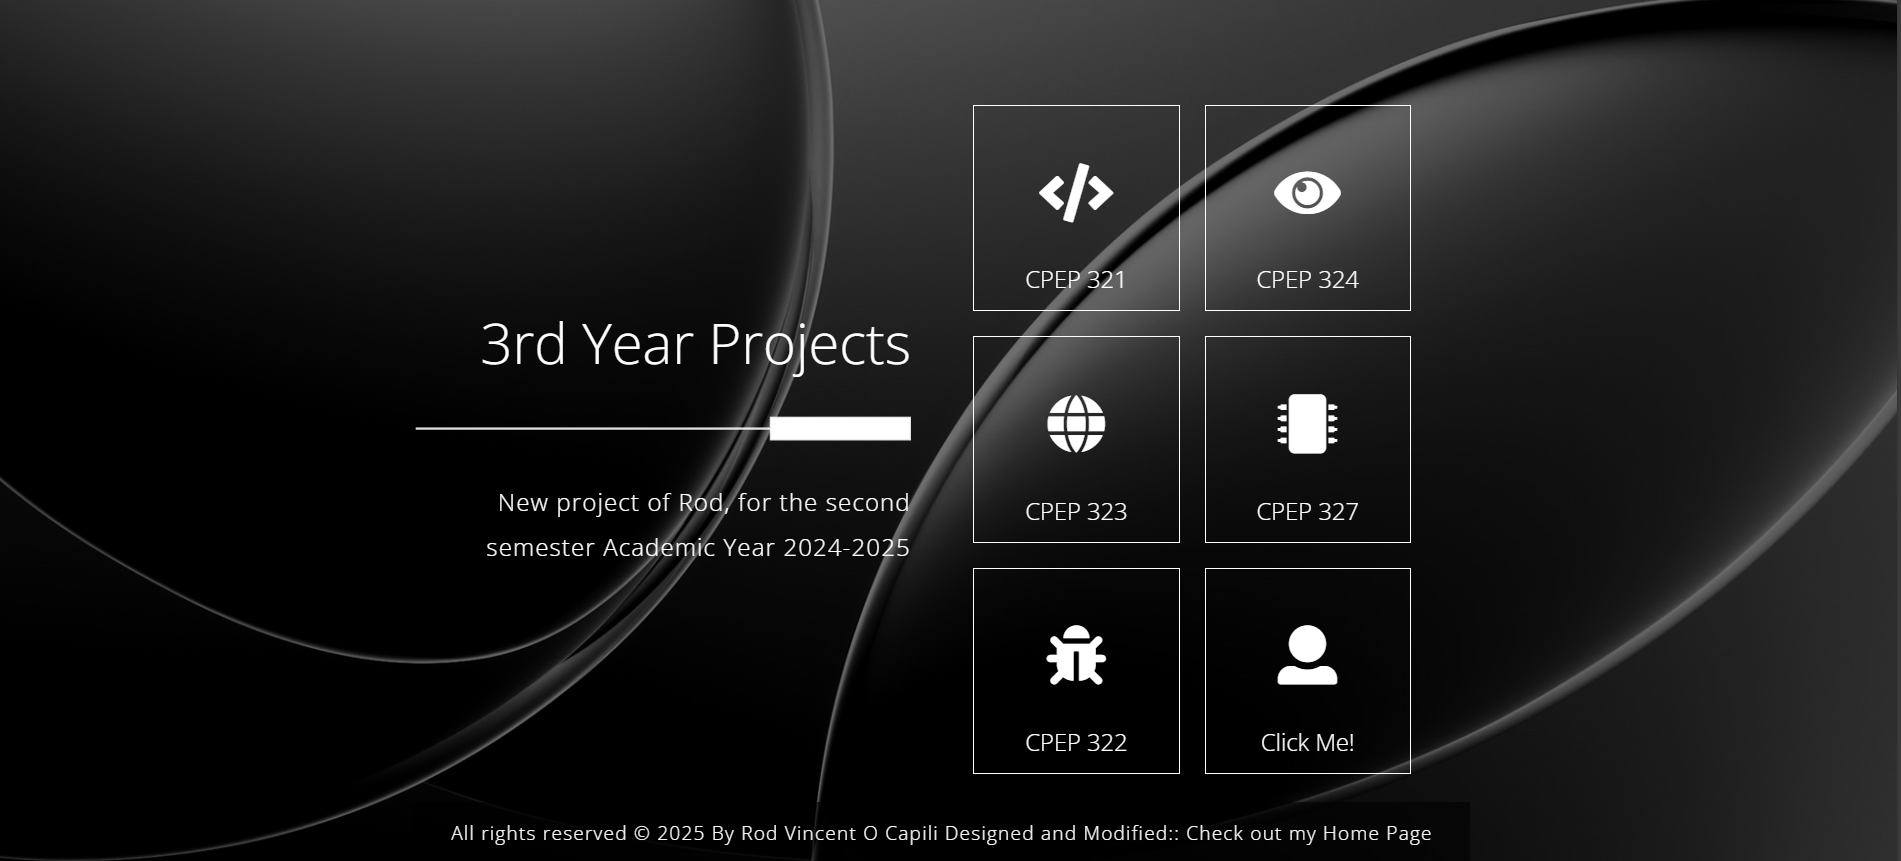 3rd Year Projects
New project of Rod, for the second
semester Academic Year 2024-2025
CPEP 321
CPEP 324
CPEP 323
CPEP 327
CPEP 322
Click Me!
All rights reserved © 2025 By Rod Vincent O Capili Designed and Modified:: Check out my Home Page